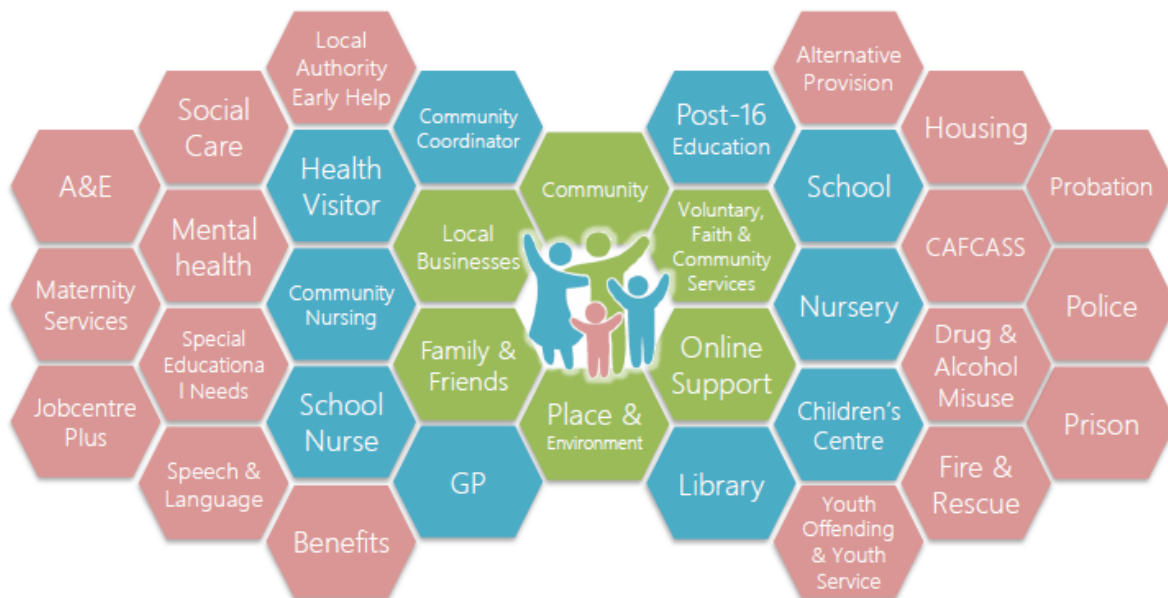 Local
Authority
Early Help
Alternative
Provision
Social
Care
Community
Coordinator
Post-16
Education
Housing
A&E
Health
Visitor
Community
School
Probation
Mental
health
Local
Businesses
Voluntary,
Faith &
Community
Services
CAFCASS
Maternity
Services
Community
Nursing
Nursery
Police
Special
Educationa
l Needs
Family &
Friends
Online
Support
Drug &
Alcohol
Misuse
Jobcentre
Plus
School
Nurse
Place &
Environment
Children's
Centre
Prison
Speech &
Language
GP
Library
Fire &
Rescue
Benefits
Youth
Offending
& Youth
Service